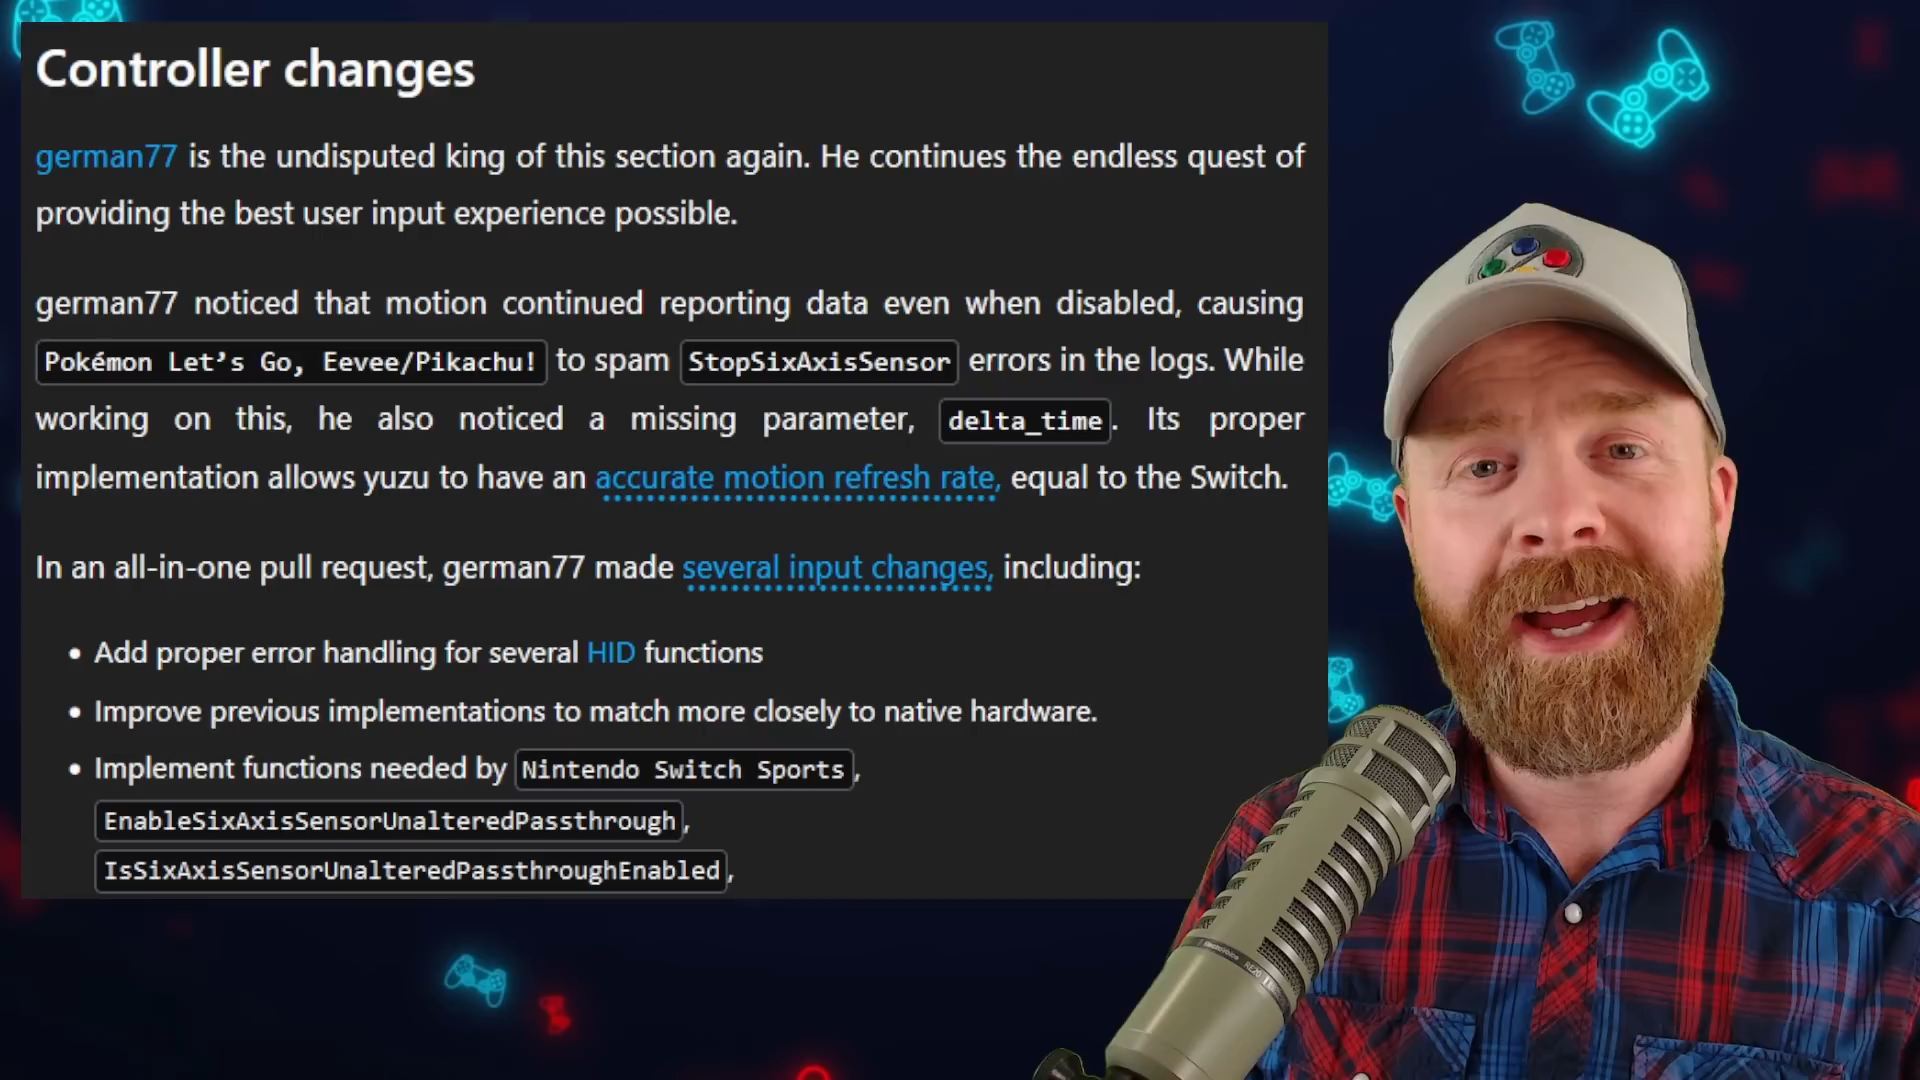 Controller changes
german77 is the undisputed king of this section again. He continues the endless quest of
providing the best user input experience possible.
german77 noticed that motion continued reporting data even when disabled, causing
Pokémon Let’s Go, Eevee/Pikachu! to spam StopSixAxisSensor errors in the logs. While
working on this, he also noticed a missing parameter, delta_time. Its proper
implementation allows yuzu to have an accurate motion refresh rate, equal to the Switch.
In an all-in-one pull request, german77 made several input changes, including:
• Add proper error handling for several HID functions
• Improve previous implementations to match more closely to native hardware.
• Implement functions needed by Nintendo Switch Sports,
EnableSixAxisSensorUnalteredPassthrough,
IsSixAxisSensorUnalteredPassthroughEnabled,
Electro-Voice RE20